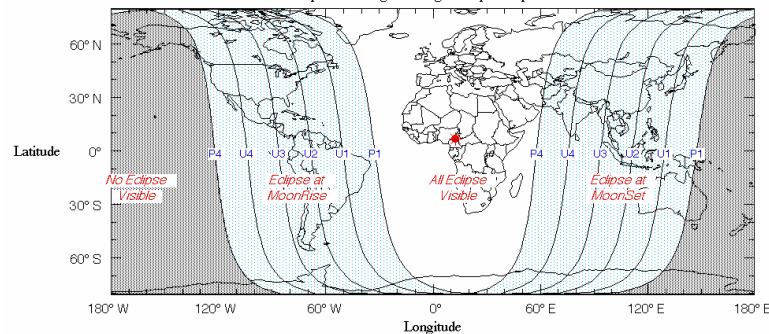 60° N
30° N
Latitude
0°
30° S
60° S
P4 U4 U3 U2 U1 P1 P4 U4 U3 U2 U1 P1
No Eclipse
Visible
Eclipse at
MoonRise
All Eclipse
Visible
Eclipse at
MoonSet
180° W 120° W 60° W 0° 60° E 120° E 180° E
Longitude